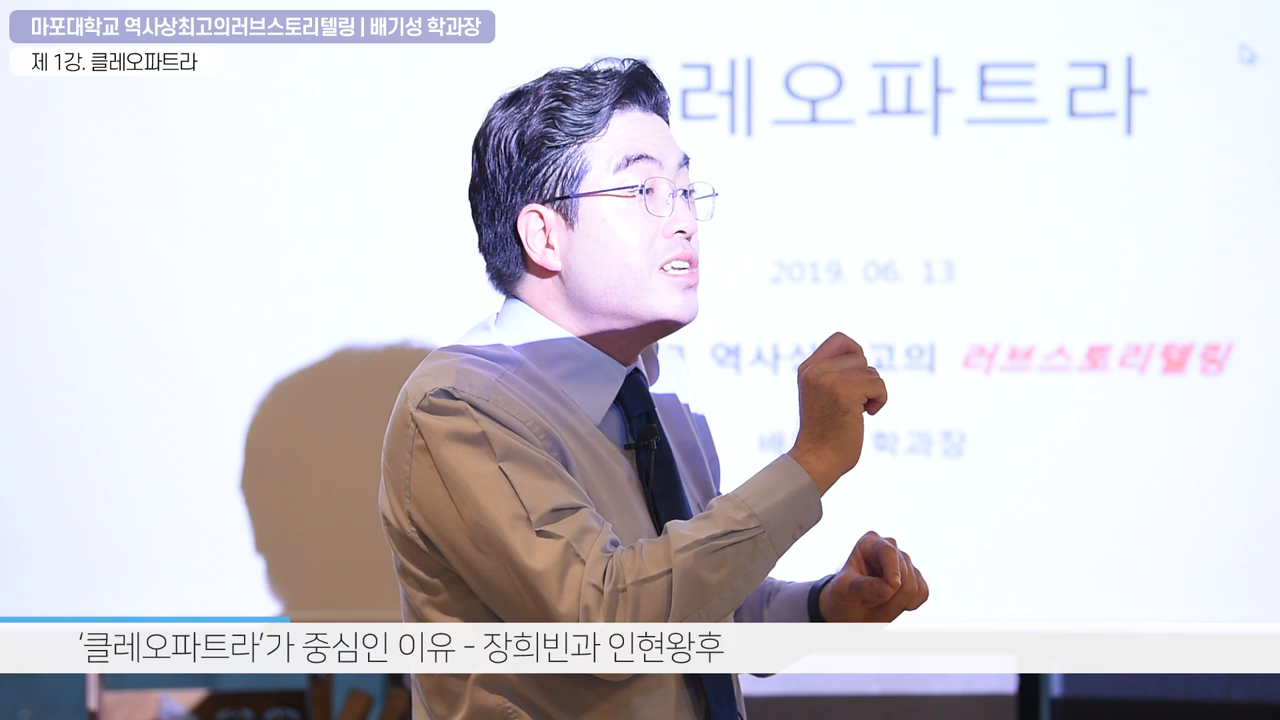 마포대학교 역사상최고의러브스토리텔링 | 배기성 학과장
제 1강. 클레오파트라
레오파트라
2019. 06. 13
역사상 최고의 러브스토리텔링
학과장
‘클레오파트라’가 중심인 이유 - 장희빈과 인현왕후